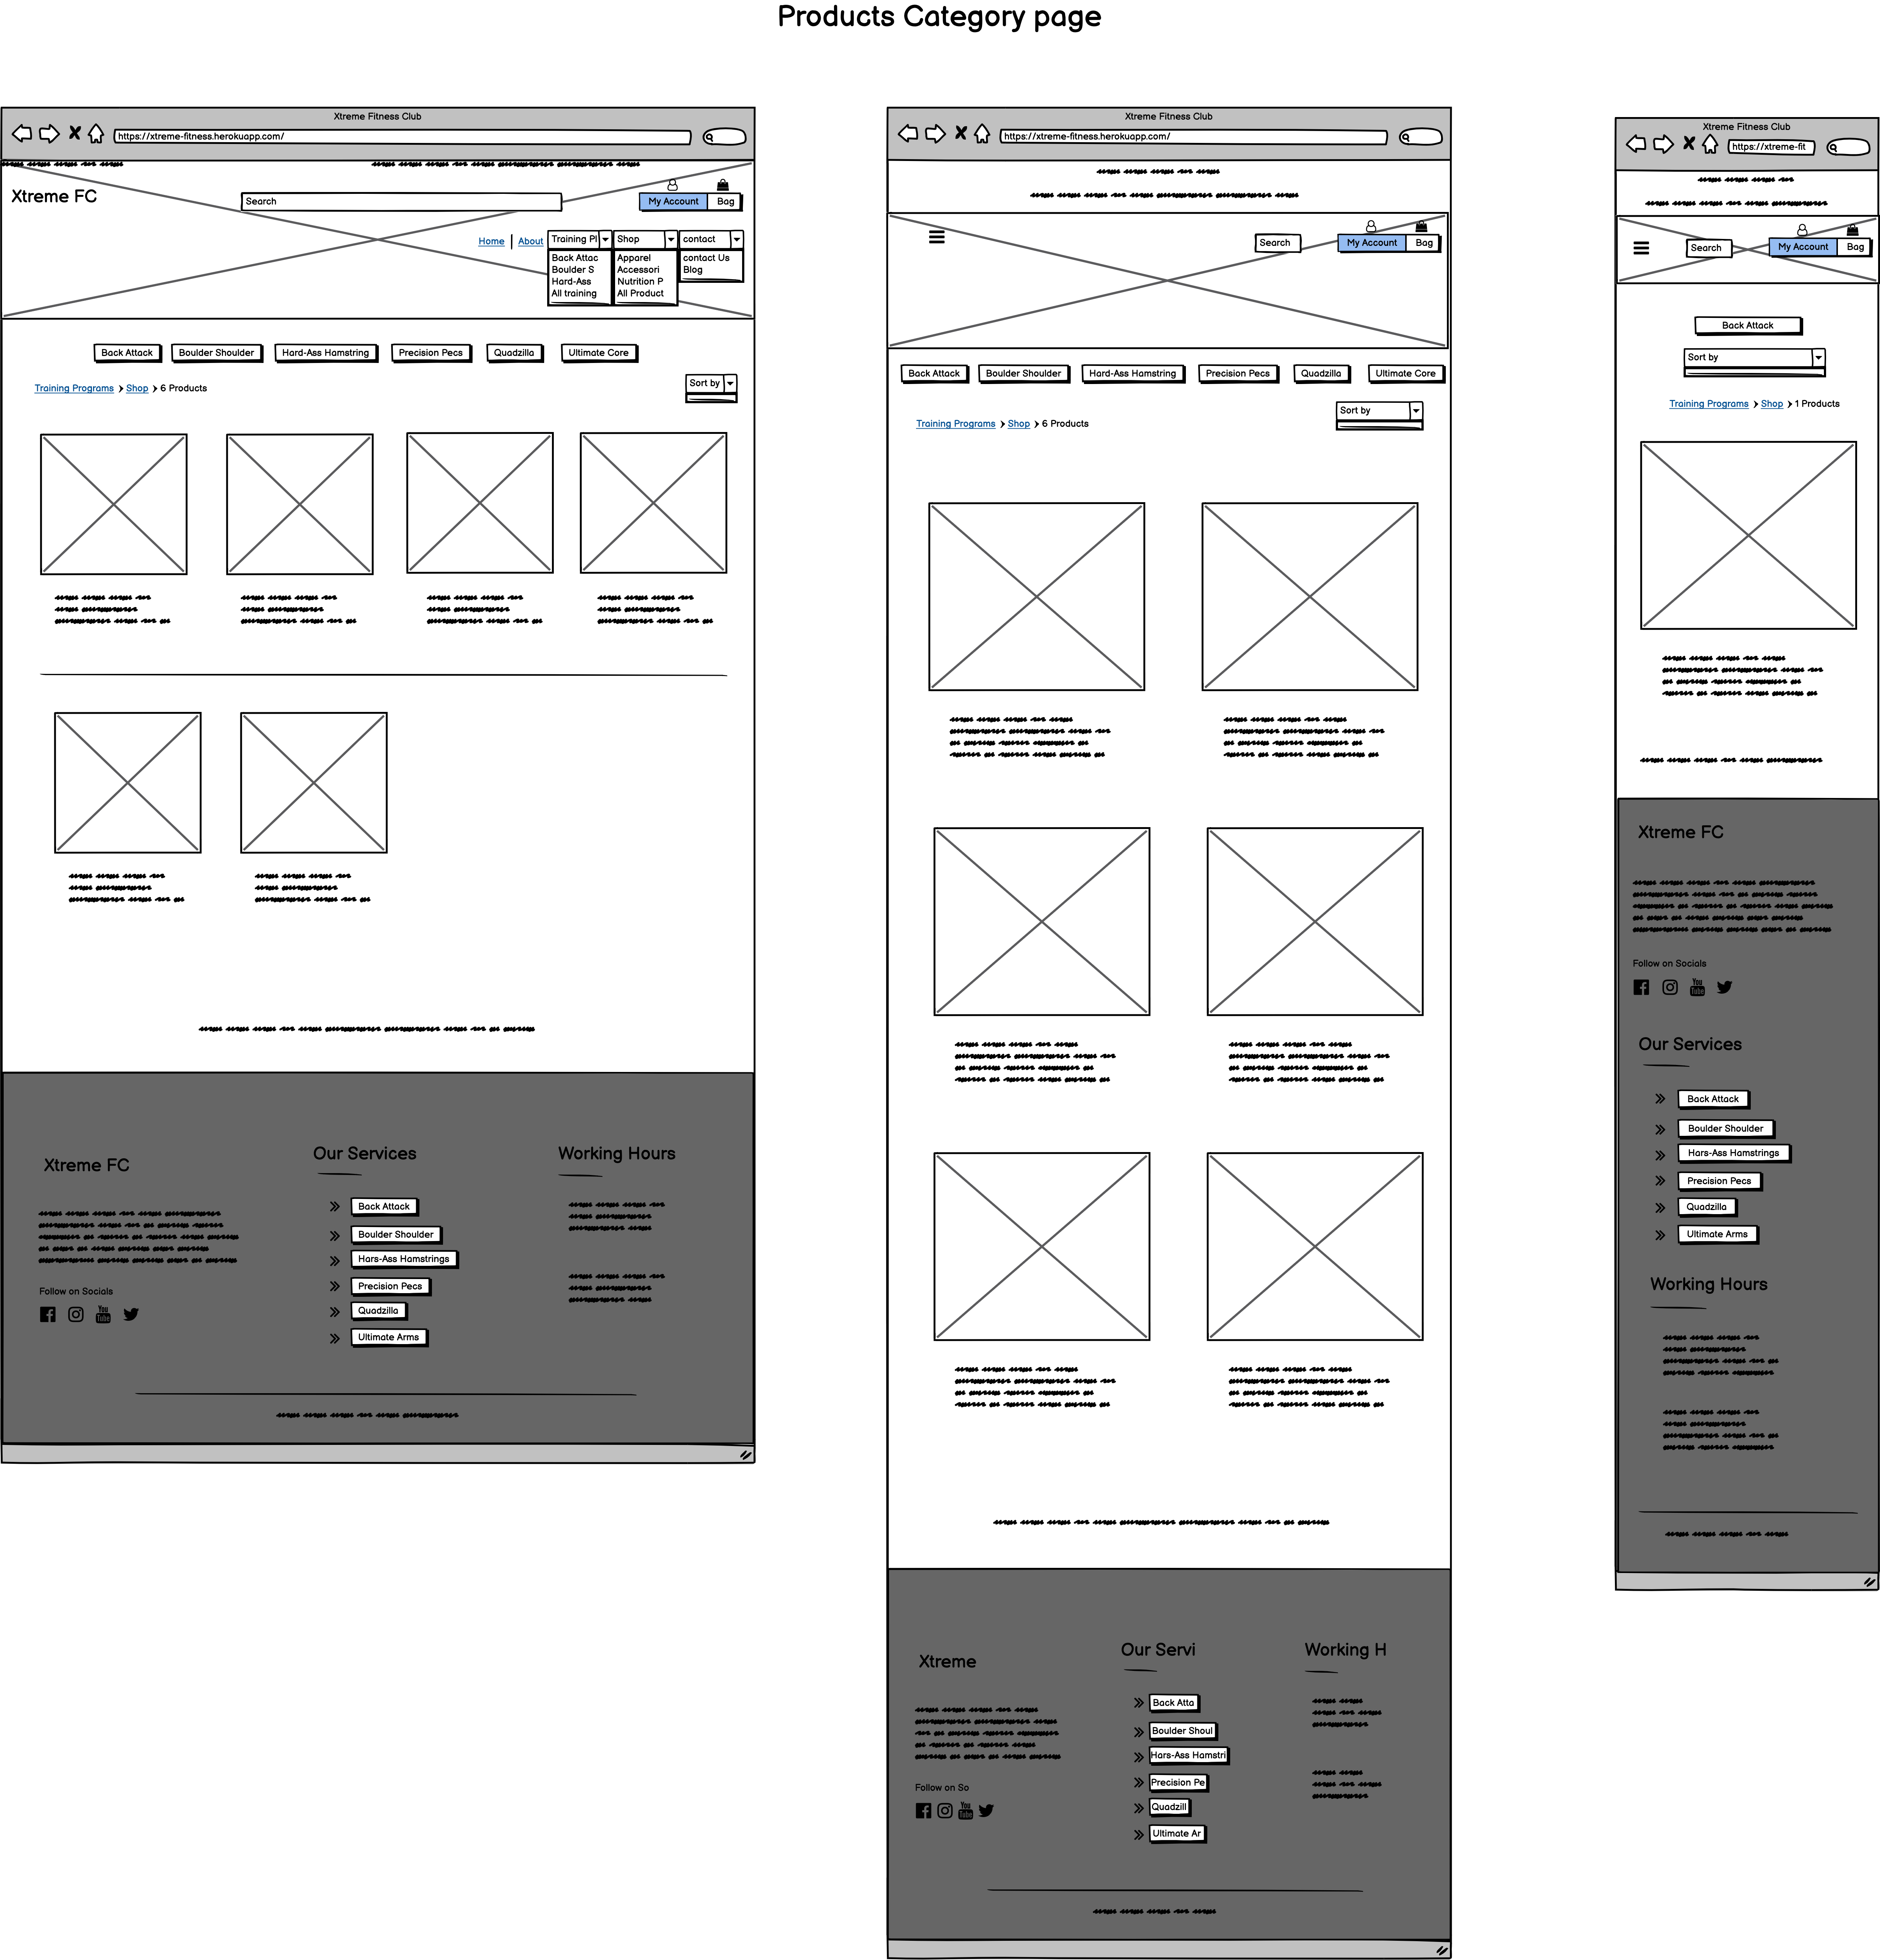 Products Category page
Xtreme Fitness Club
https://xtreme-fitness.herokuapp.com/
Xtreme FC
Search
My Account
Bag
Home
About
Training Pl
Shop
contact
Back Attac
Boulder S
Hard-Ass
All training
Apparel
Accessori
Nutrition P
All Product
contact Us
Blog
Back Attack
Boulder Shoulder
Hard-Ass Hamstring
Precision Pecs
Quadzilla
Ultimate Core
Training Programs
Shop
6 Products
Sort by
Xtreme FC
Follow on Socials
You Tube
Our Services
Back Attack
Boulder Shoulder
Hars-Ass Hamstrings
Precision Pecs
Quadzilla
Ultimate Arms
Working Hours
Xtreme Fitness Club
https://xtreme-fitness.herokuapp.com/
Search
My Account
Bag
Back Attack
Boulder Shoulder
Hard-Ass Hamstring
Precision Pecs
Quadzilla
Ultimate Core
Training Programs
Shop
6 Products
Sort by
Xtreme
Follow on So
You Tube
Our Servi
Back Atta
Boulder Shoul
Hars-Ass Hamstri
Precision Pe
Quadzill
Ultimate Ar
Working H
Xtreme Fitness Club
https://xtreme-fit
Search
My Account
Bag
Back Attack
Sort by
Training Programs
Shop
1 Products
Xtreme FC
Follow on Socials
You Tube
Our Services
Back Attack
Boulder Shoulder
Hars-Ass Hamstrings
Precision Pecs
Quadzilla
Ultimate Arms
Working Hours